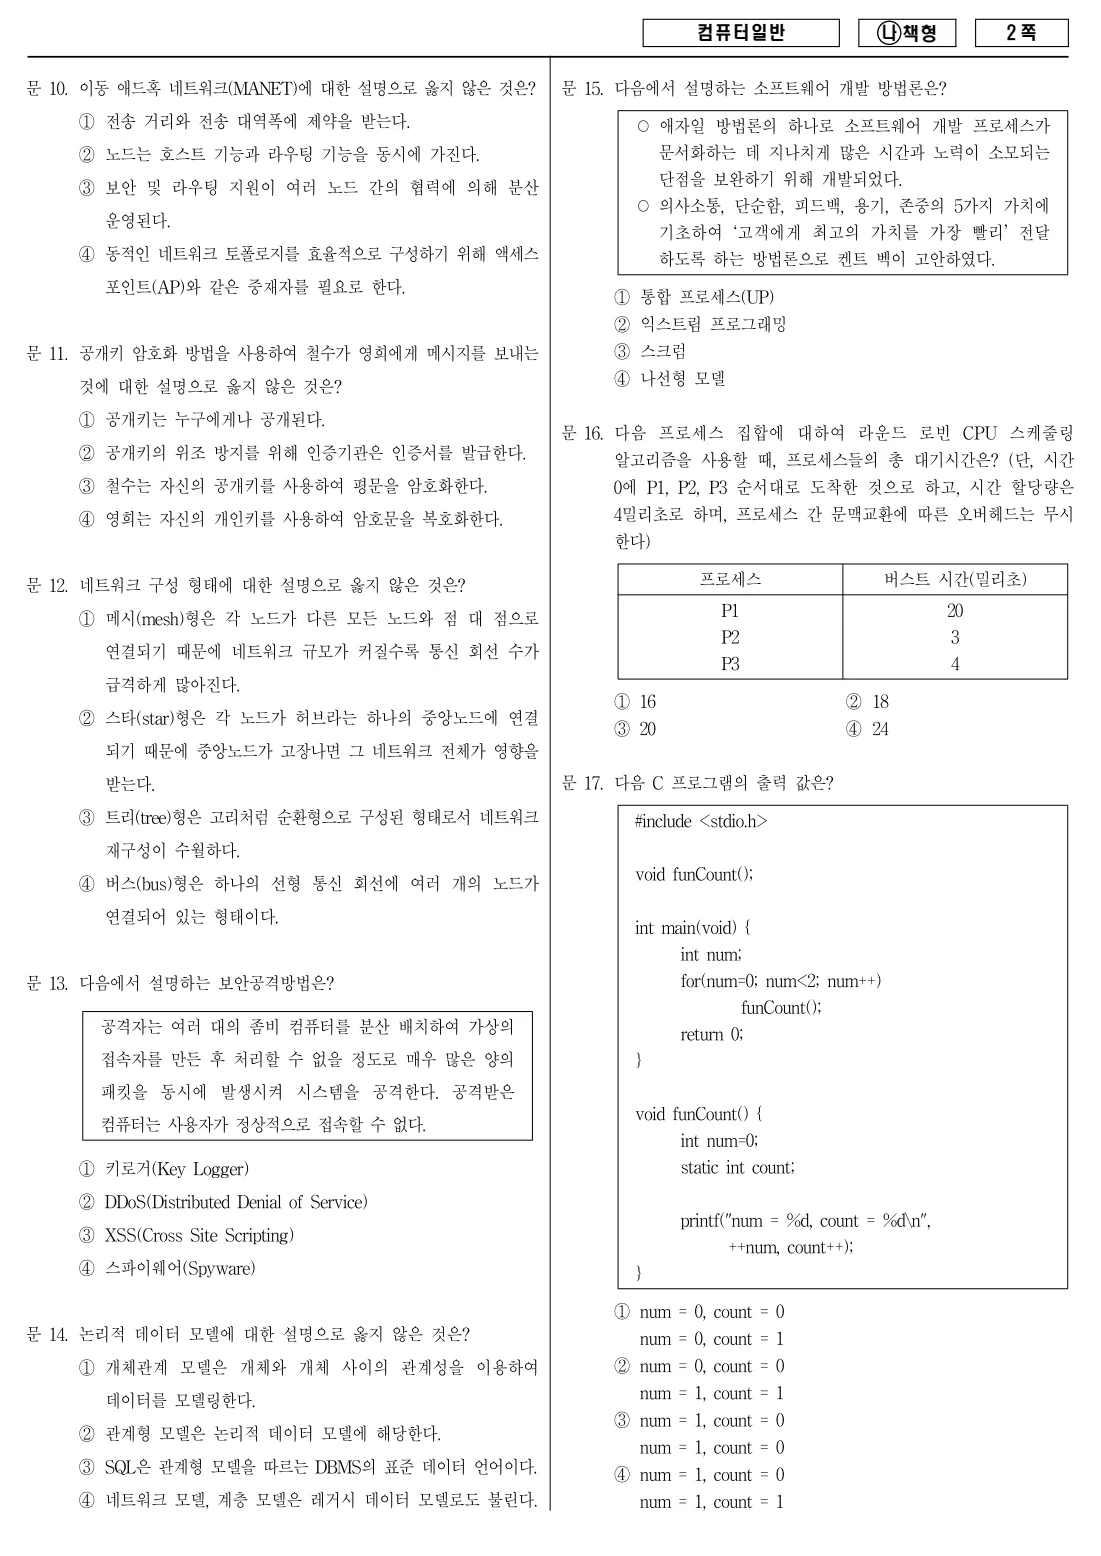 컴퓨터일반
㉯책형
2쪽
문 10. 이동 애드혹 네트워크(MANET)에 대한 설명으로 옳지 않은 것은?
① 전송 거리와 전송 대역폭에 제약을 받는다.
② 노드는 호스트 기능과 라우팅 기능을 동시에 가진다.
③ 보안 및 라우팅 지원이 여러 노드 간의 협력에 의해 분산
운영된다.
④ 동적인 네트워크 토폴로지를 효율적으로 구성하기 위해 액세스
포인트(AP)와 같은 중재자를 필요로 한다.
문 11. 공개키 암호화 방법을 사용하여 철수가 영희에게 메시지를 보내는
것에 대한 설명으로 옳지 않은 것은?
① 공개키는 누구에게나 공개된다.
② 공개키의 위조 방지를 위해 인증기관은 인증서를 발급한다.
③ 철수는 자신의 공개키를 사용하여 평문을 암호화한다.
④ 영희는 자신의 개인키를 사용하여 암호문을 복호화한다.
문 12. 네트워크 구성 형태에 대한 설명으로 옳지 않은 것은?
① 메시(mesh)형은 각 노드가 다른 모든 노드와 점 대 점으로
연결되기 때문에 네트워크 규모가 커질수록 통신 회선 수가
급격하게 많아진다.
② 스타(star)형은 각 노드가 허브라는 하나의 중앙노드에 연결
되기 때문에 중앙노드가 고장나면 그 네트워크 전체가 영향을
받는다.
③ 트리(tree)형은 고리처럼 순환형으로 구성된 형태로서 네트워크
재구성이 수월하다.
④ 버스(bus)형은 하나의 선형 통신 회선에 여러 개의 노드가
연결되어 있는 형태이다.
문 13. 다음에서 설명하는 보안공격방법은?
공격자는 여러 대의 좀비 컴퓨터를 분산 배치하여 가상의
접속자를 만든 후 처리할 수 없을 정도로 매우 많은 양의
패킷을 동시에 발생시켜 시스템을 공격한다. 공격받은
컴퓨터는 사용자가 정상적으로 접속할 수 없다.
① 키로거(Key Logger)
② DDoS(Distributed Denial of Service)
③ XSS(Cross Site Scripting)
④ 스파이웨어(Spyware)
문 14. 논리적 데이터 모델에 대한 설명으로 옳지 않은 것은?
① 개체관계 모델은 개체와 개체 사이의 관계성을 이용하여
데이터를 모델링한다.
② 관계형 모델은 논리적 데이터 모델에 해당한다.
③ SQL은 관계형 모델을 따르는 DBMS의 표준 데이터 언어이다.
④ 네트워크 모델, 계층 모델은 레거시 데이터 모델로도 불린다.
문 15. 다음에서 설명하는 소프트웨어 개발 방법론은?
○ 애자일 방법론의 하나로 소프트웨어 개발 프로세스가
문서화하는 데 지나치게 많은 시간과 노력이 소모되는
단점을 보완하기 위해 개발되었다.
○ 의사소통, 단순함, 피드백, 용기, 존중의 5가지 가치에
기초하여 ‘고객에게 최고의 가치를 가장 빨리’ 전달
하도록 하는 방법론으로 켄트 벡이 고안하였다.
① 통합 프로세스(UP)
② 익스트림 프로그래밍
③ 스크럼
④ 나선형 모델
문 16. 다음 프로세스 집합에 대하여 라운드 로빈 CPU 스케줄링
알고리즘을 사용할 때, 프로세스들의 총 대기시간은? (단, 시간
0에 P1, P2, P3 순서대로 도착한 것으로 하고, 시간 할당량은
4밀리초로 하며, 프로세스 간 문맥교환에 따른 오버헤드는 무시
한다)
프로세스 버스트 시간(밀리초)
P1 20
P2 3
P3 4
① 16 ② 18
③ 20 ④ 24
문 17. 다음 C 프로그램의 출력 값은?
#include <stdio.h>
void funCount();
int main(void) {
int num;
for(num=0; num<2; num++)
funCount();
return 0;
}
void funCount() {
int num=0;
static int count;
printf("num = %d, count = %d\n",
++num, count++);
}
① num = 0, count = 0
num = 0, count = 1
② num = 0, count = 0
num = 1, count = 1
③ num = 1, count = 0
num = 1, count = 0
④ num = 1, count = 0
num = 1, count = 1